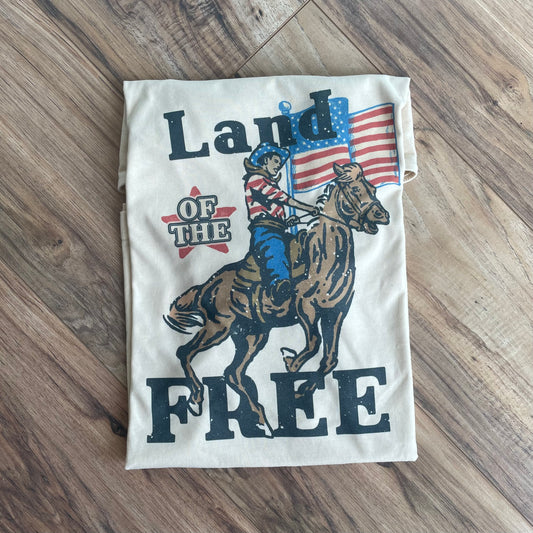 Land
OF
THE
FREE